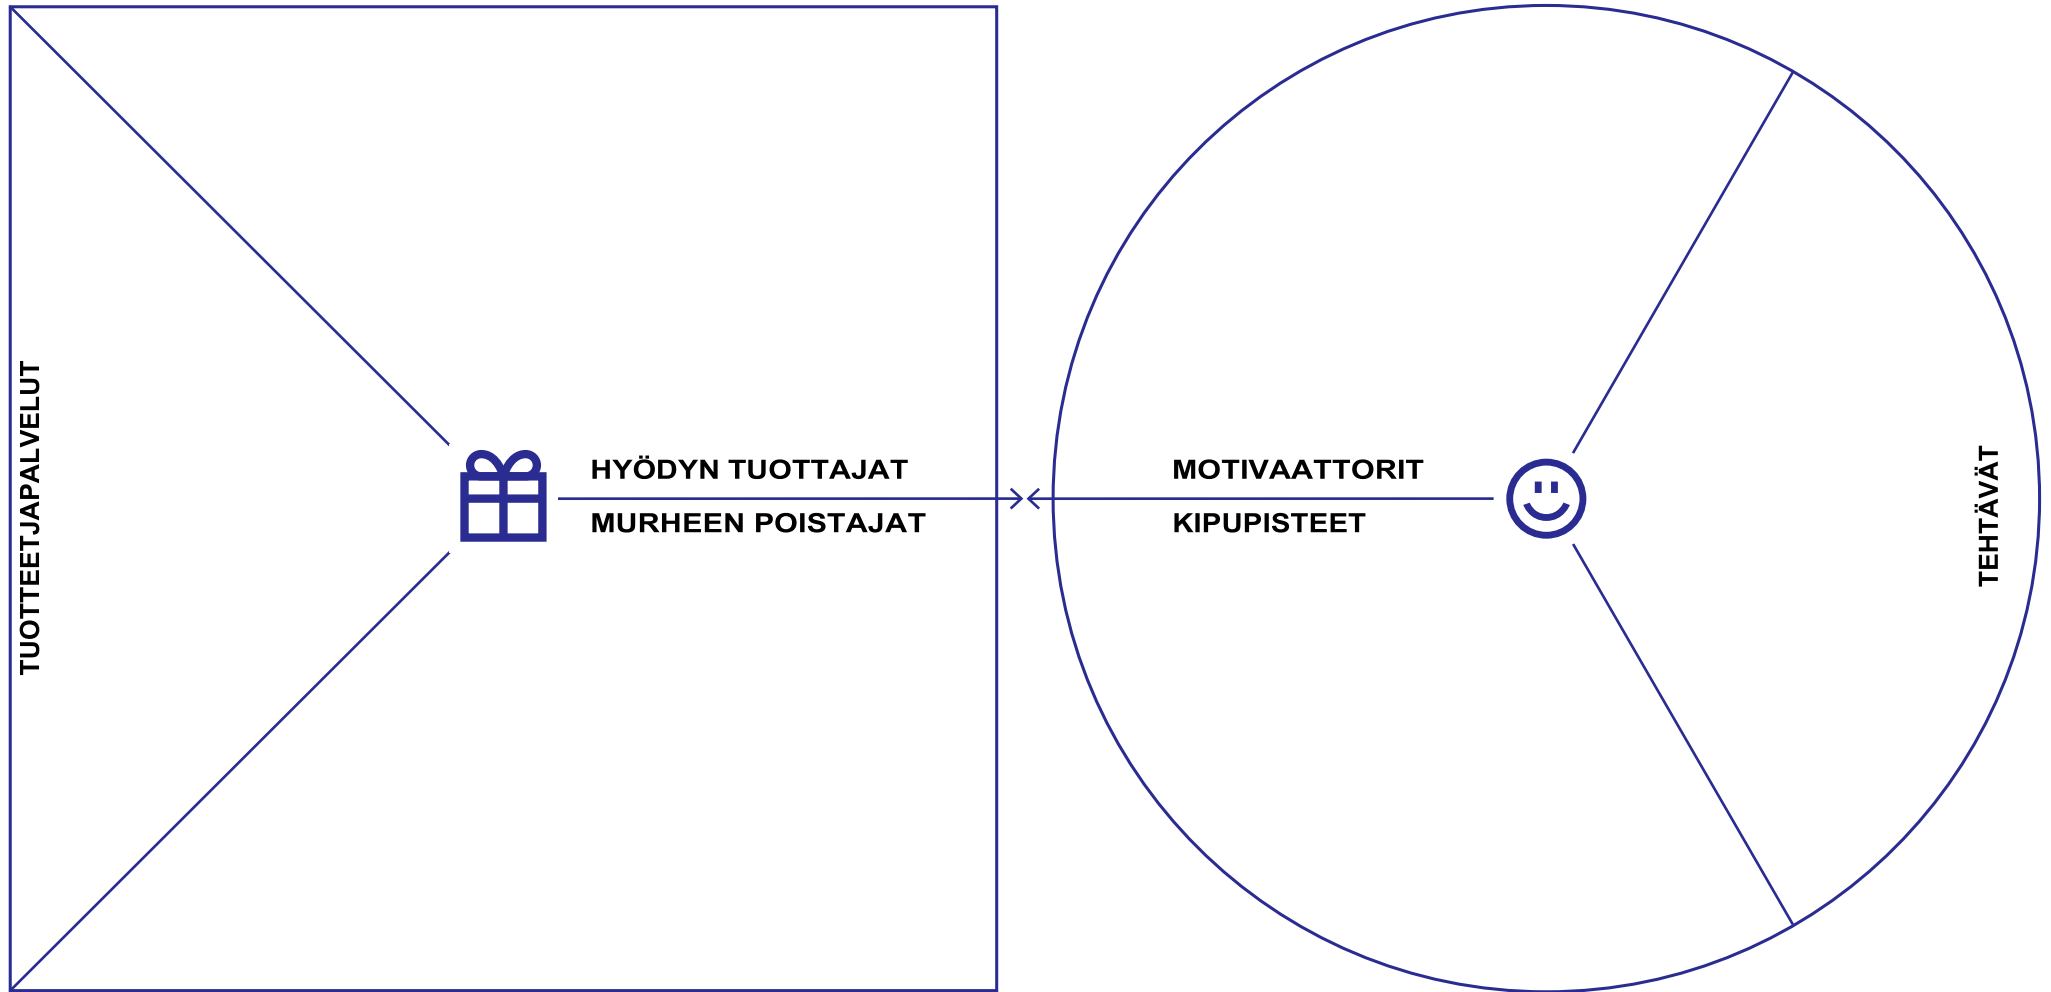 TUOTTEETJAPALVELUT
HYÖDYN TUOTTAJAT
MURHEEN POISTAJAT
MOTIVAATTORIT
KIPUPISTEET
TEHTÄVÄT